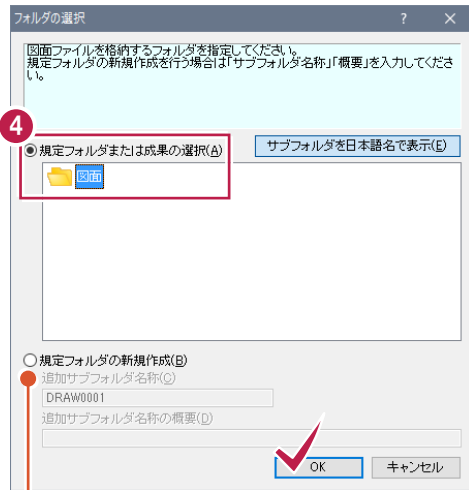 フォルダの選択
? ×
図面ファイルを格納するフォルダを指定してください。
規定フォルダの新規作成を行う場合は「サブフォルダ名称」「概要」を入力してくださ
い。
4
規定フォルダまたは成果の選択(A)
サブフォルダを日本語名で表示(E)
図面
規定フォルダの新規作成(B)
追加サブフォルダ名称(C)
DRAW0001
追加サブフォルダ名称の概要(D)
OK
キャンセル